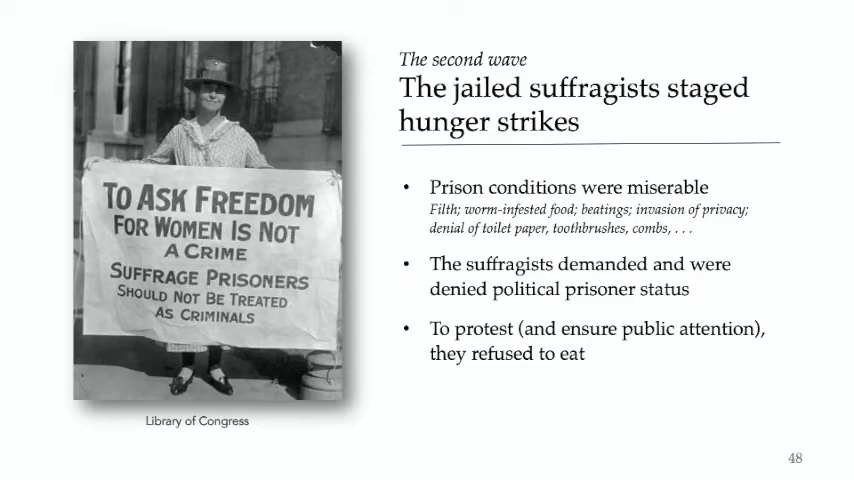 TO ASK FREEDOM
FOR WOMEN IS NOT
A CRIME
SUFFRAGE PRISONERS
SHOULD NOT BE TREATED
AS CRIMINALS
Library of Congress
The second wave
The jailed suffragists staged
hunger strikes
• Prison conditions were miserable
Filth; worm-infested food; beatings; invasion of privacy;
denial of toilet paper, toothbrushes, combs, . . .
• The suffragists demanded and were
denied political prisoner status
• To protest (and ensure public attention),
they refused to eat
48